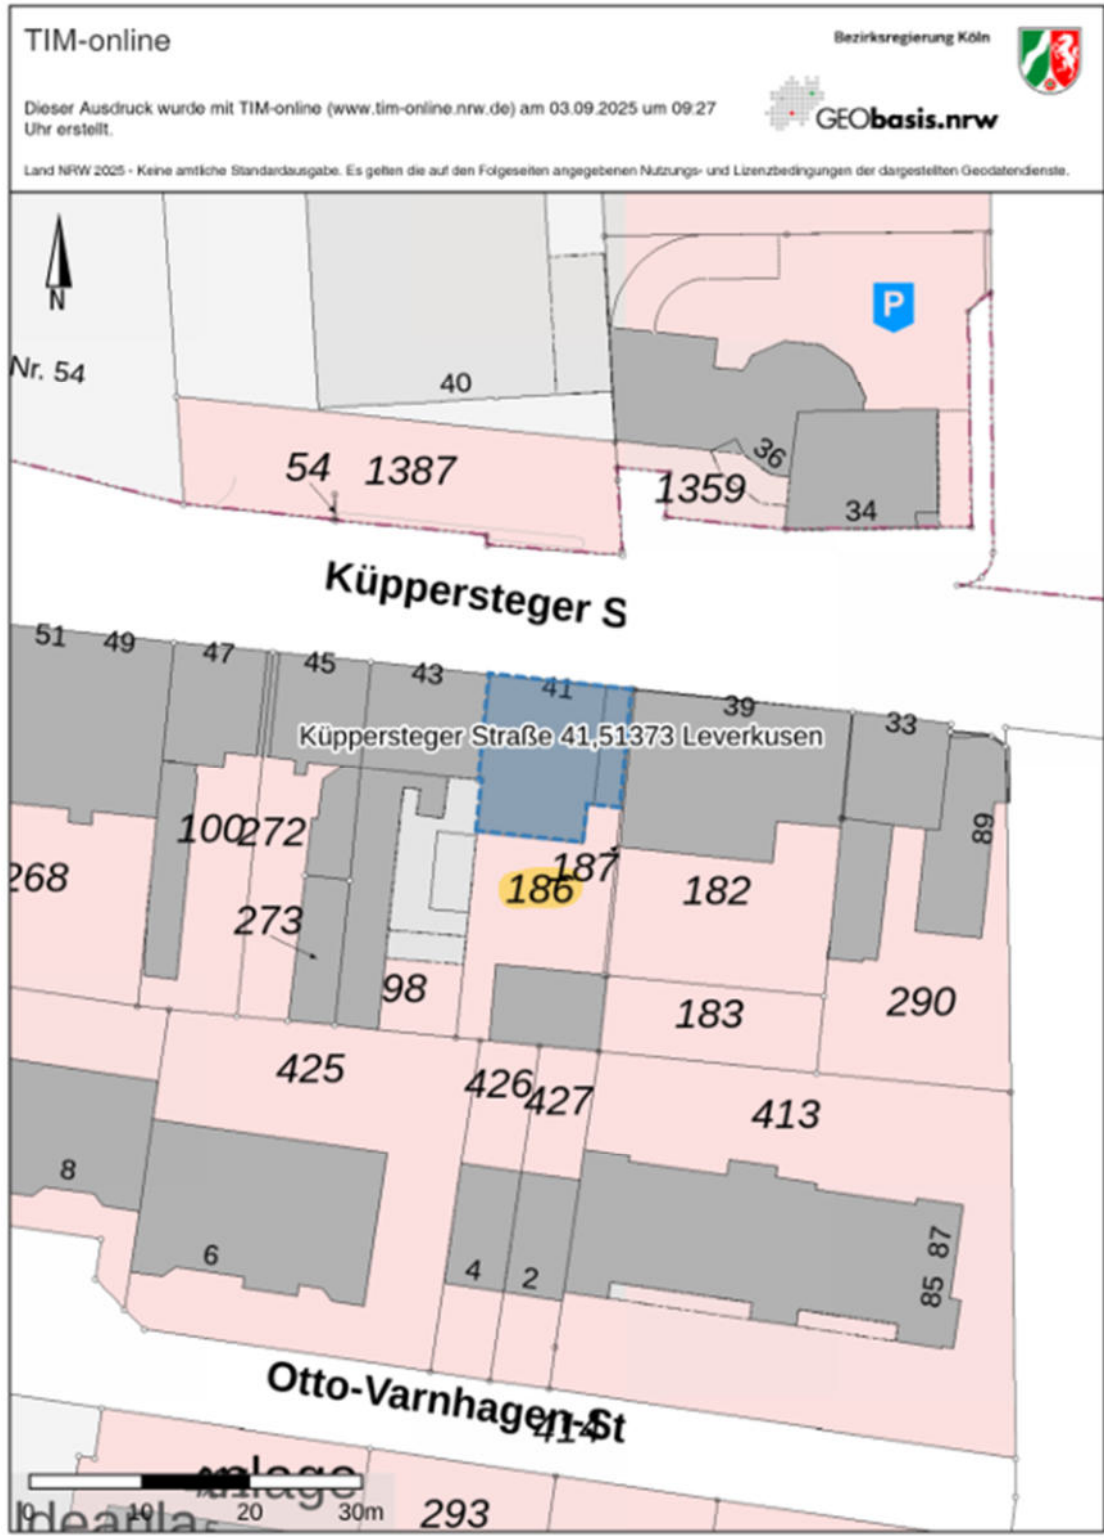 TIM-online
Bezirksregierung Köln
Dieser Ausdruck wurde mit TIM-online (www.tim-online.nrw.de) am 03.09.2025 um 09:27
Uhr erstellt.
GEObasis.nrw
Land NRW 2025 - Keine amtliche Standardausgabe. Es gelten die auf den Folgeseiten angegebenen Nutzungs- und Lizenzbedingungen der dargestellten Geodatendienste.
N
P
Nr. 54
40
36
54
1387
1359
34
Küppersteger S
51
49
47
45
43
41
39
33
Küppersteger Straße 41,51373 Leverkusen
100
272
89
268
187
186
182
273
98
183
290
425
426
427
413
8
6
4
2
87
85
Otto-Varnhagen-St
414
anlage
0
10
20
30m
293